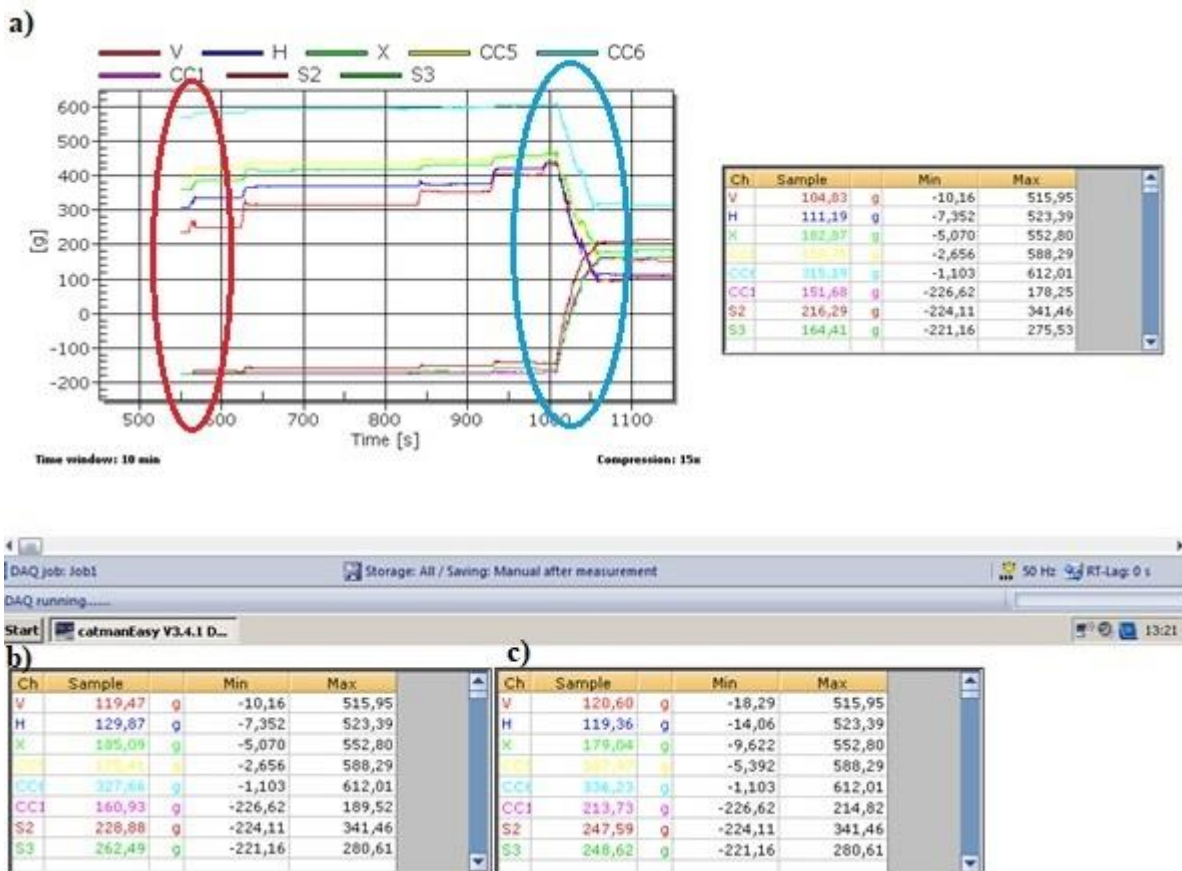 a)
V H X CC5 CC6
CC1 S2 S3
600
500
400
300
200
100
0
-100
-200
[g]
500 600 700 800 900 1000 1100
Time [s]
Time window: 10 min Compression: 15x
Ch Sample Min Max
V 104,83 g -10,16 515,95
H 111,19 g -7,352 523,39
X 182,87 g -5,070 552,80
-2,656 588,29
CC6 315,19 g -1,103 612,01
CC1 151,68 g -226,62 178,25
S2 216,29 g -224,11 341,46
S3 164,41 g -221,16 275,53
DAQ job: Job1 Storage: All / Saving: Manual after measurement 50 Hz RT-Lag: 0 s
DAQ running......
Start catmanEasy V3.4.1 D... 13:21
b)
Ch Sample Min Max
V 119,47 g -10,16 515,95
H 129,87 g -7,352 523,39
X 185,09 g -5,070 552,80
-2,656 588,29
CC6 327,66 g -1,103 612,01
CC1 160,93 g -226,62 189,52
S2 228,88 g -224,11 341,46
S3 262,49 g -221,16 280,61
c)
Ch Sample Min Max
V 120,60 g -18,29 515,95
H 119,36 g -14,06 523,39
X 179,04 g -9,622 552,80
-5,392 588,29
CC6 336,23 g -1,103 612,01
CC1 213,73 g -226,62 214,82
S2 247,59 g -224,11 341,46
S3 248,62 g -221,16 280,61